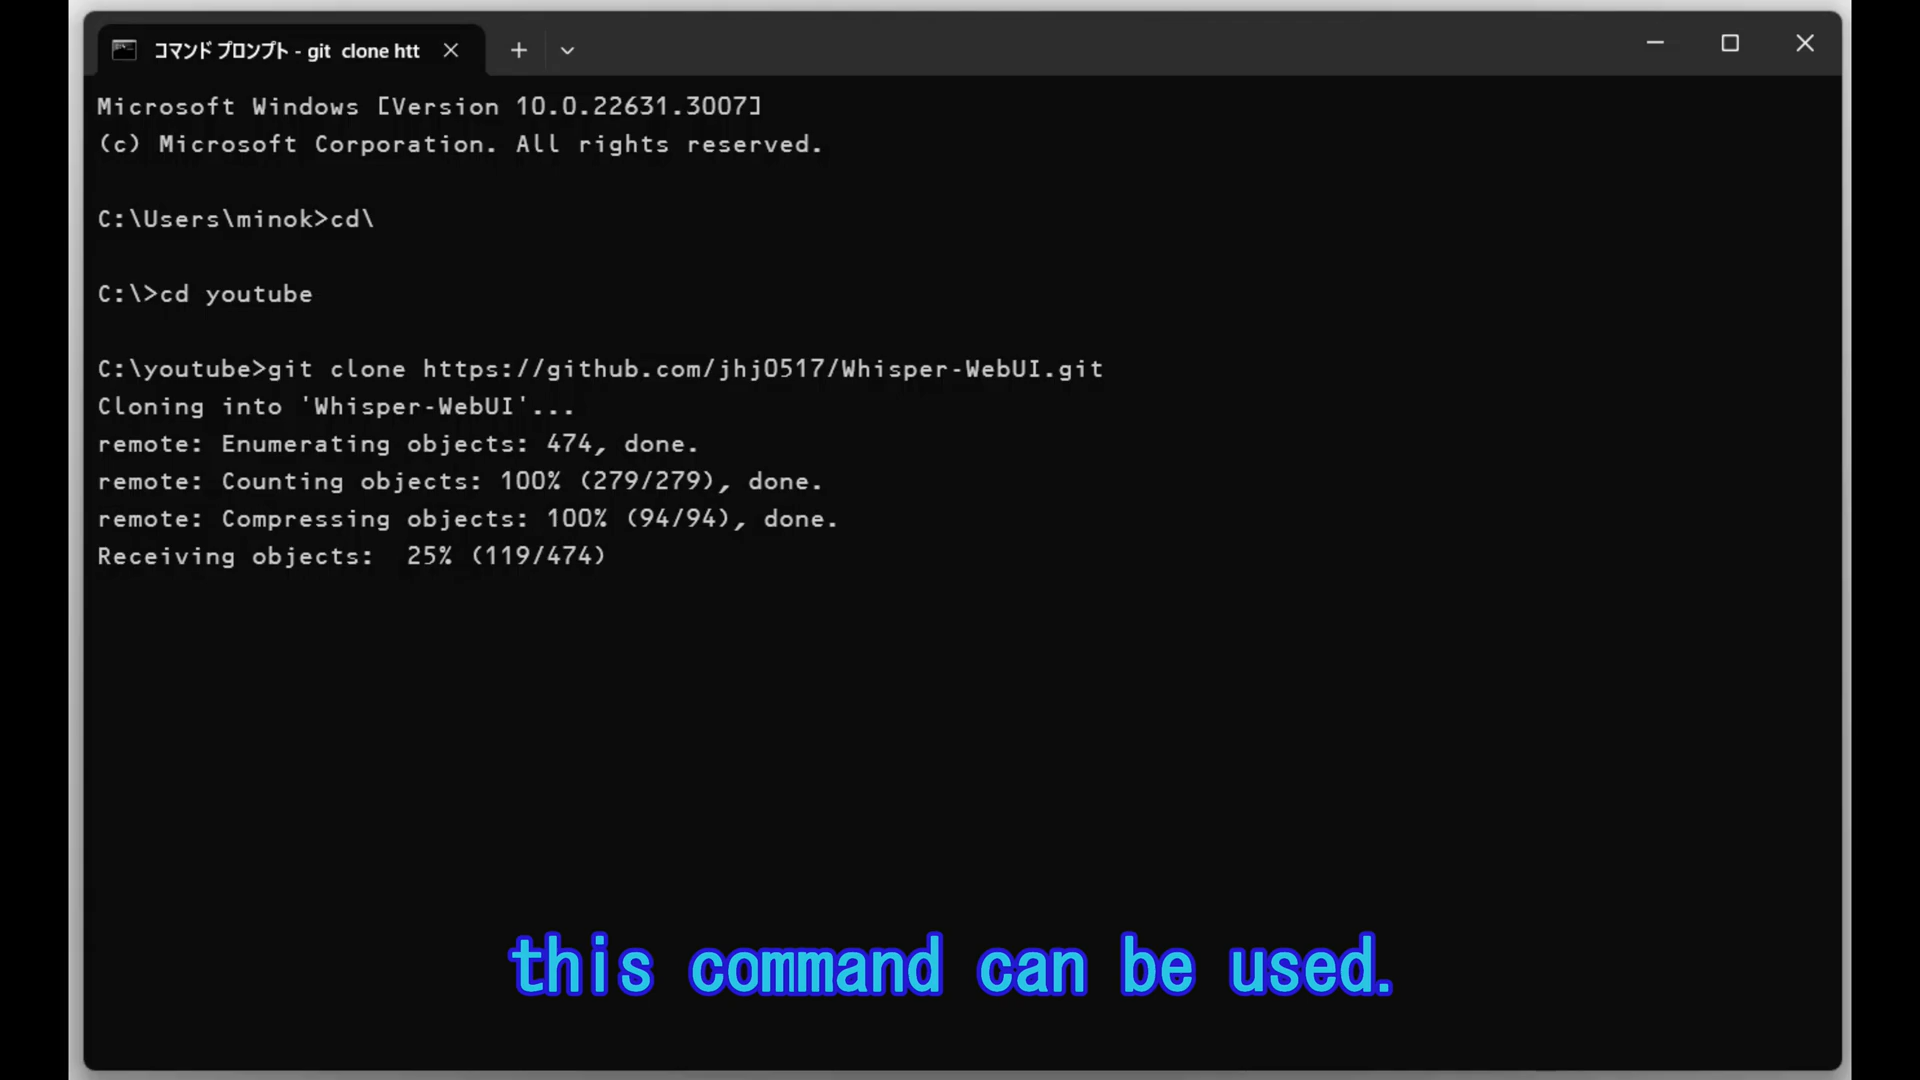 コマンド プロンプト - git  clone htt
Microsoft Windows [Version 10.0.22631.3007]
(c) Microsoft Corporation. All rights reserved.
C:\Users\minok>cd\
C:\>cd youtube
C:\youtube>git clone https://github.com/jhj0517/Whisper-WebUI.git
Cloning into 'Whisper-WebUI'...
remote: Enumerating objects: 474, done.
remote: Counting objects: 100% (279/279), done.
remote: Compressing objects: 100% (94/94), done.
Receiving objects:  25% (119/474)
this command can be used.